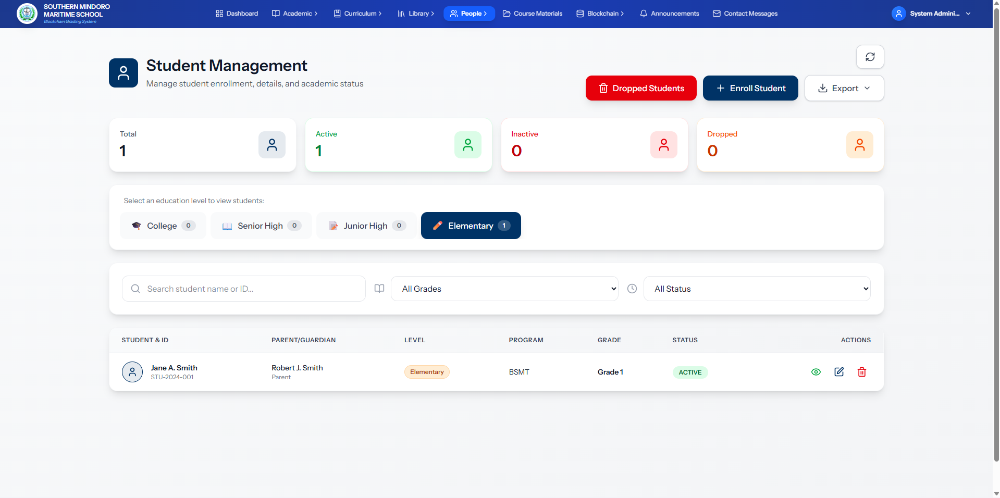 SOUTHERN MINDORO
MARITIME SCHOOL
Blockchain Grading System
Dashboard
Academic
Curriculum
Library
People
Course Materials
Blockchain
Announcements
Contact Messages
System Admini...
Student Management
Manage student enrollment, details, and academic status
Dropped Students
Enroll Student
Export
Total
1
Active
1
Inactive
0
Dropped
0
Select an education level to view students:
College 0
Senior High 0
Junior High 0
Elementary 1
Search student name or ID...
All Grades
All Status
STUDENT & ID PARENT/GUARDIAN LEVEL PROGRAM GRADE STATUS ACTIONS
Jane A. Smith
STU-2024-001
Robert J. Smith
Parent
Elementary
BSMT
Grade 1
ACTIVE